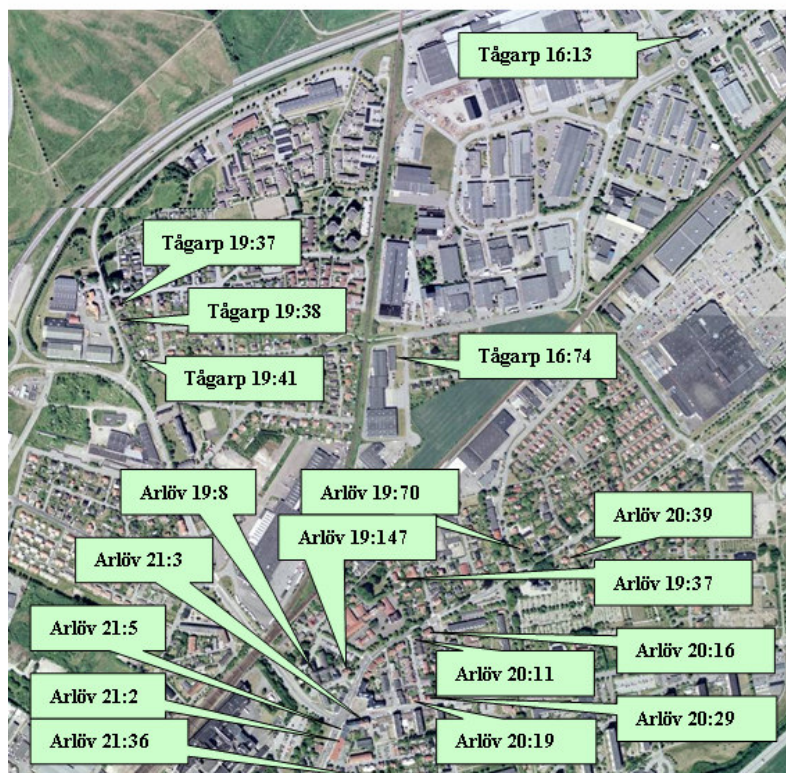 Tågarp 16:13
Tågarp 19:37
Tågarp 19:38
Tågarp 16:74
Tågarp 19:41
Arlöv 19:8
Arlöv 19:70
Arlöv 20:39
Arlöv 19:147
Arlöv 21:3
Arlöv 19:37
Arlöv 21:5
Arlöv 20:16
Arlöv 20:11
Arlöv 21:2
Arlöv 20:29
Arlöv 21:36
Arlöv 20:19